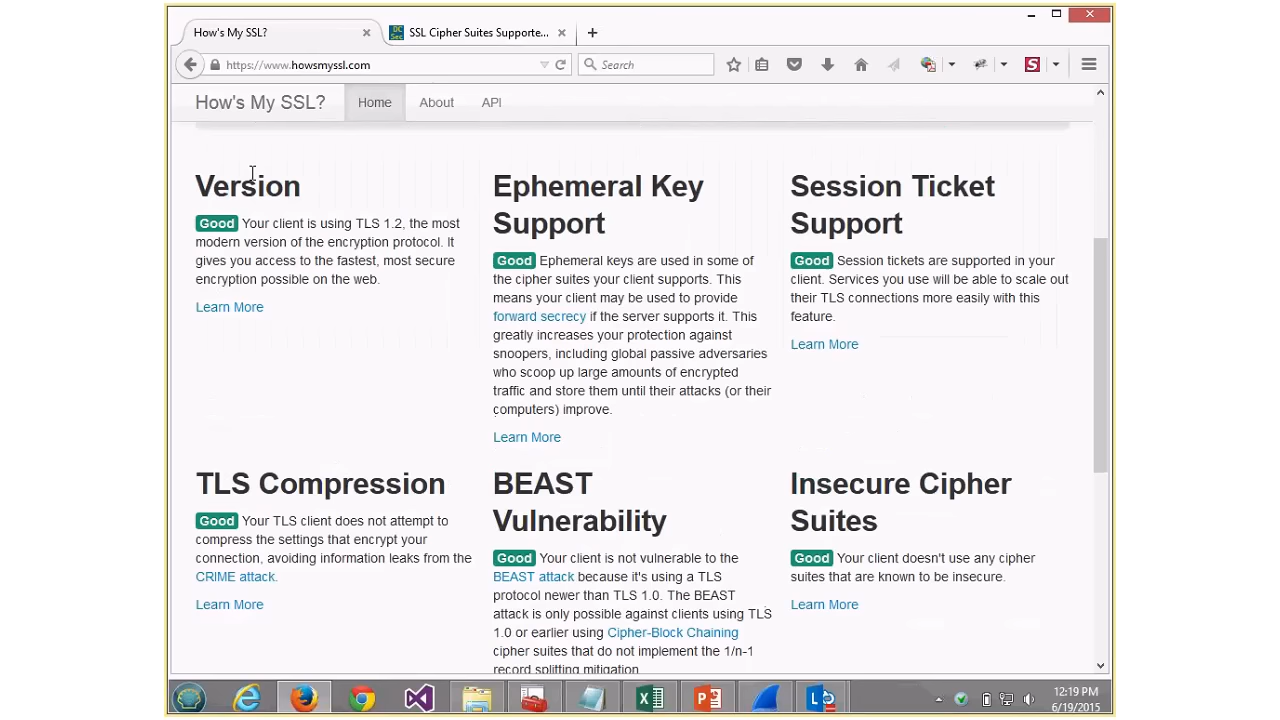 How's My SSL?
SSL Cipher Suites Supporte...
https://www.howsmyssl.com
Search
How's My SSL?
Home
About
API
Version
Good Your client is using TLS 1.2, the most
modern version of the encryption protocol. It
gives you access to the fastest, most secure
encryption possible on the web.
Learn More
Ephemeral Key
Support
Good Ephemeral keys are used in some of
the cipher suites your client supports. This
means your client may be used to provide
forward secrecy if the server supports it. This
greatly increases your protection against
snoopers, including global passive adversaries
who scoop up large amounts of encrypted
traffic and store them until their attacks (or their
computers) improve.
Learn More
Session Ticket
Support
Good Session tickets are supported in your
client. Services you use will be able to scale out
their TLS connections more easily with this
feature.
Learn More
TLS Compression
Good Your TLS client does not attempt to
compress the settings that encrypt your
connection, avoiding information leaks from the
CRIME attack.
Learn More
BEAST
Vulnerability
Good Your client is not vulnerable to the
BEAST attack because it's using a TLS
protocol newer than TLS 1.0. The BEAST
attack is only possible against clients using TLS
1.0 or earlier using Cipher-Block Chaining
cipher suites that do not implement the 1/n-1
record splitting mitigation.
Insecure Cipher
Suites
Good Your client doesn't use any cipher
suites that are known to be insecure.
Learn More
12:19 PM
6/19/2015